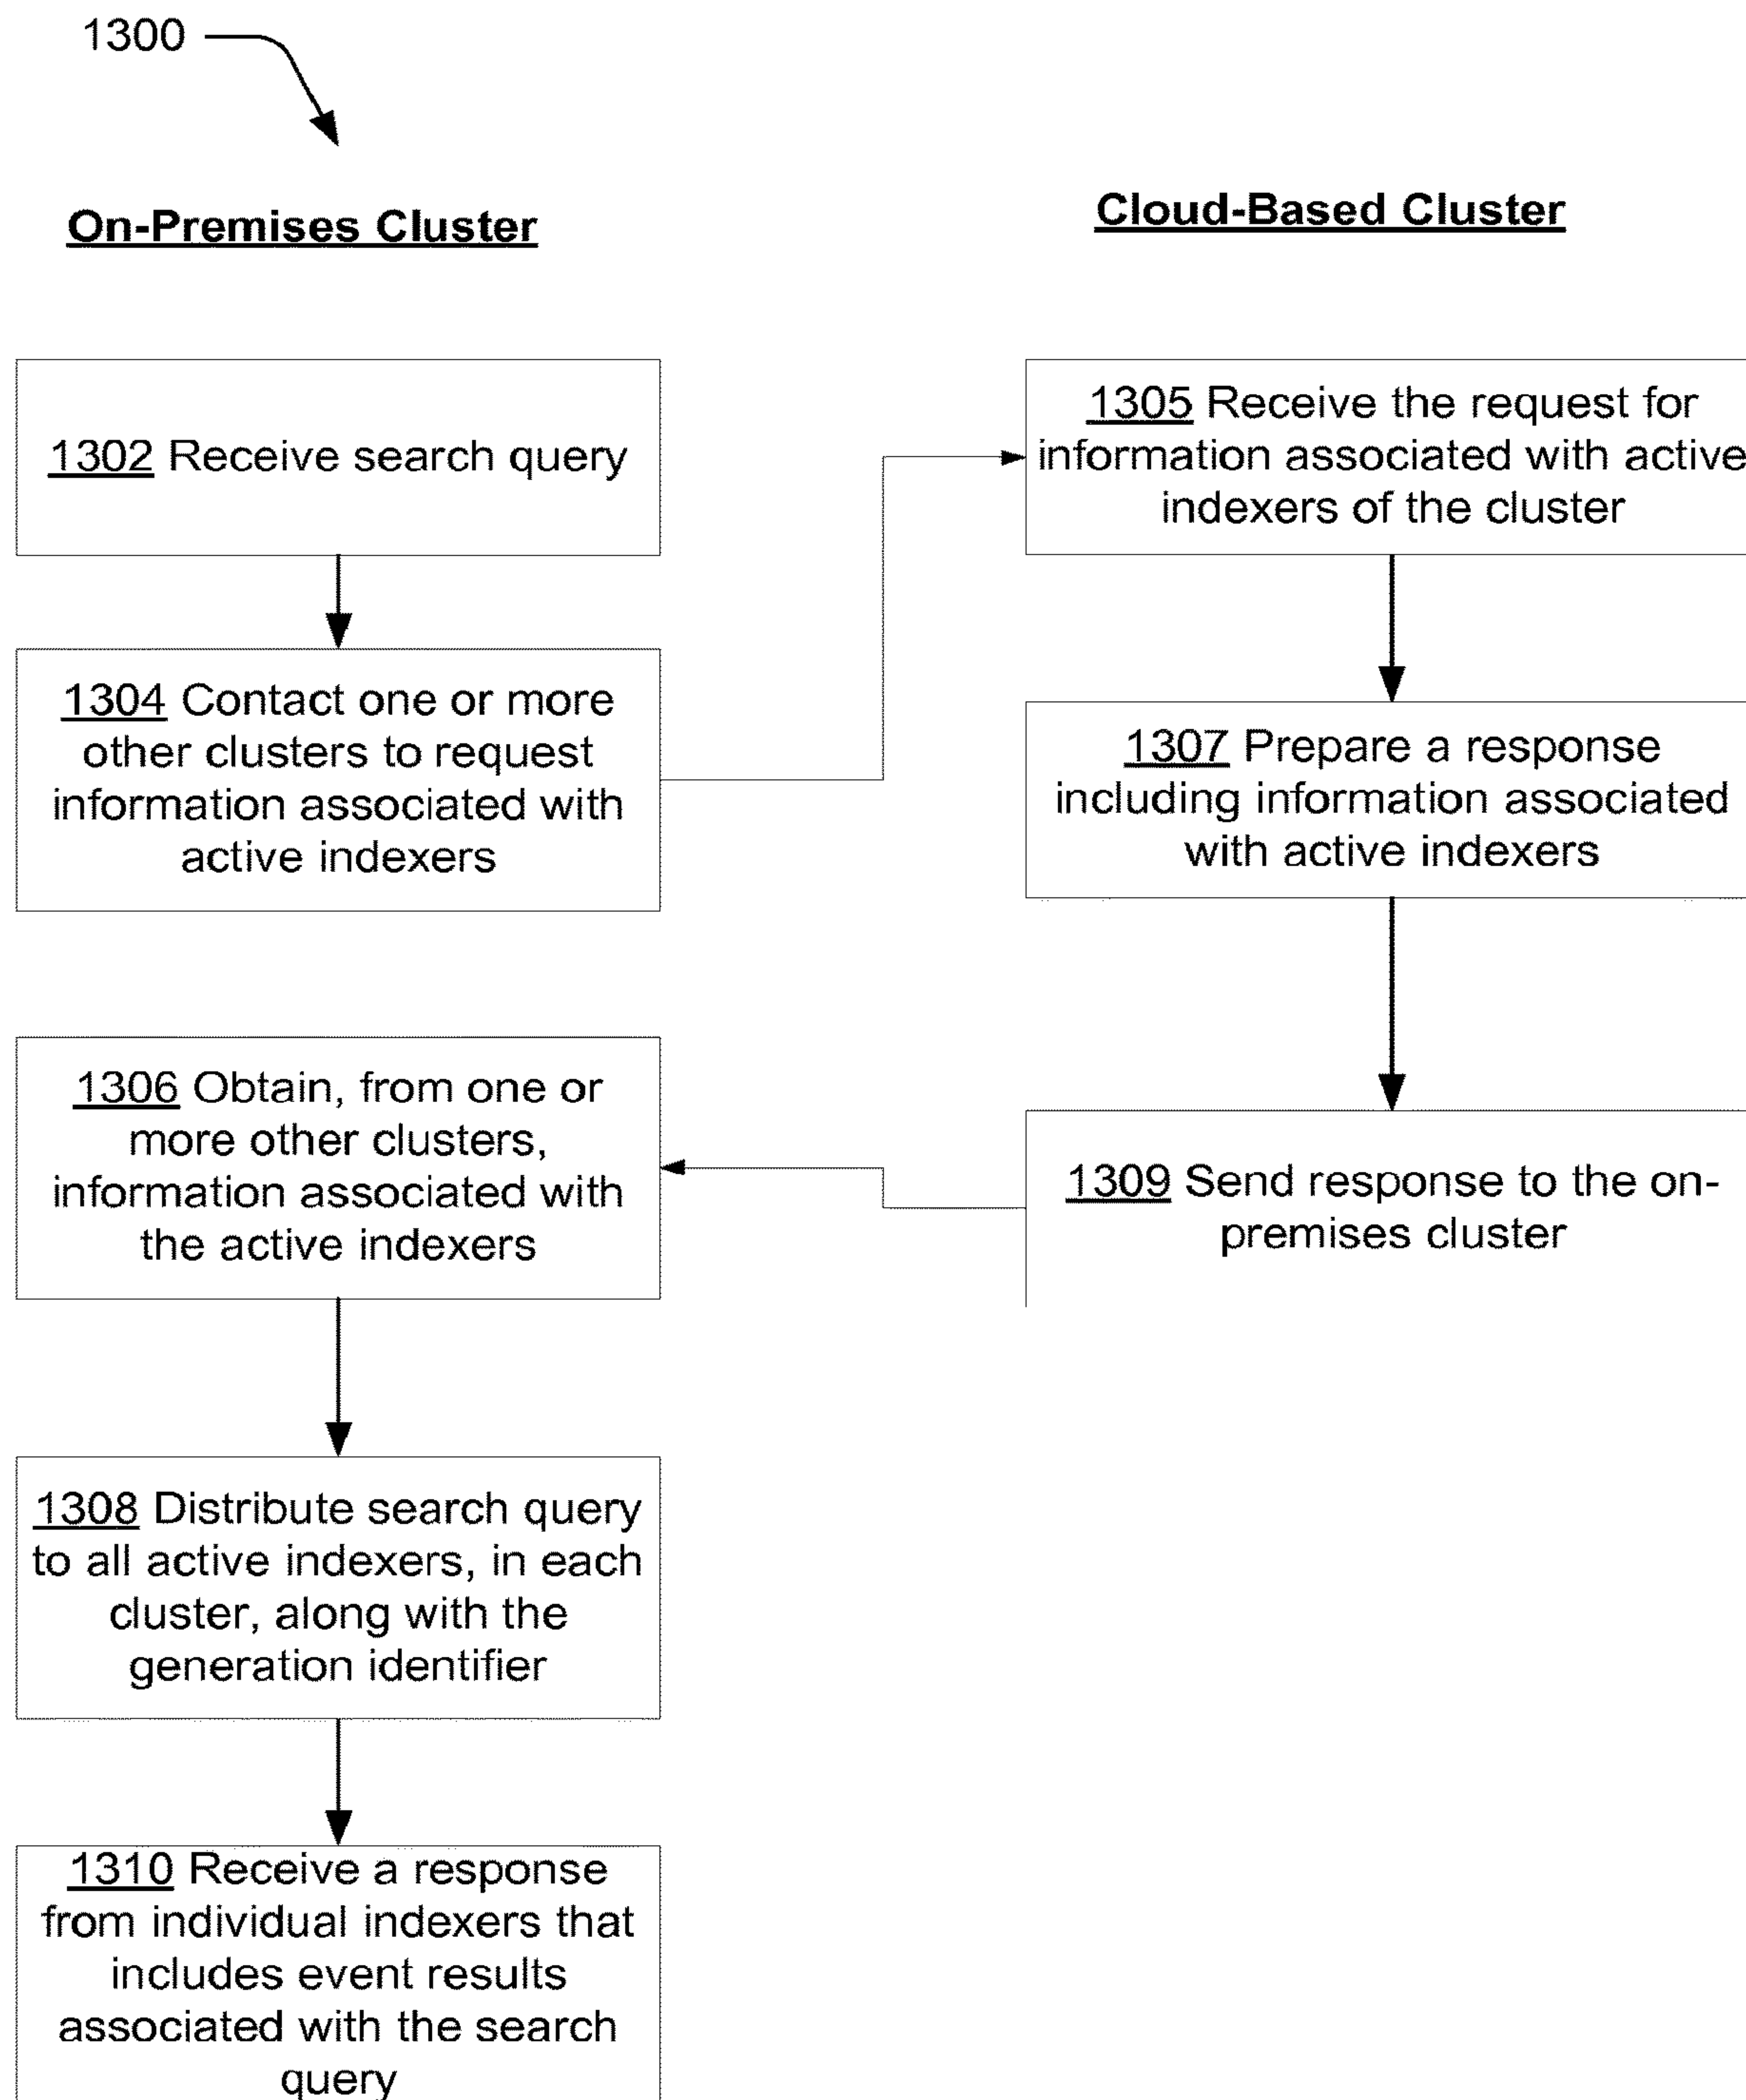 1300
On-Premises Cluster
Cloud-Based Cluster
1302 Receive search query
1304 Contact one or more
other clusters to request
information associated with
active indexers
1305 Receive the request for
information associated with active
indexers of the cluster
1307 Prepare a response
including information associated
with active indexers
1309 Send response to the on-
premises cluster
1306 Obtain, from one or
more other clusters,
information associated with
the active indexers
1308 Distribute search query
to all active indexers, in each
cluster, along with the
generation identifier
1310 Receive a response
from individual indexers that
includes event results
associated with the search
query